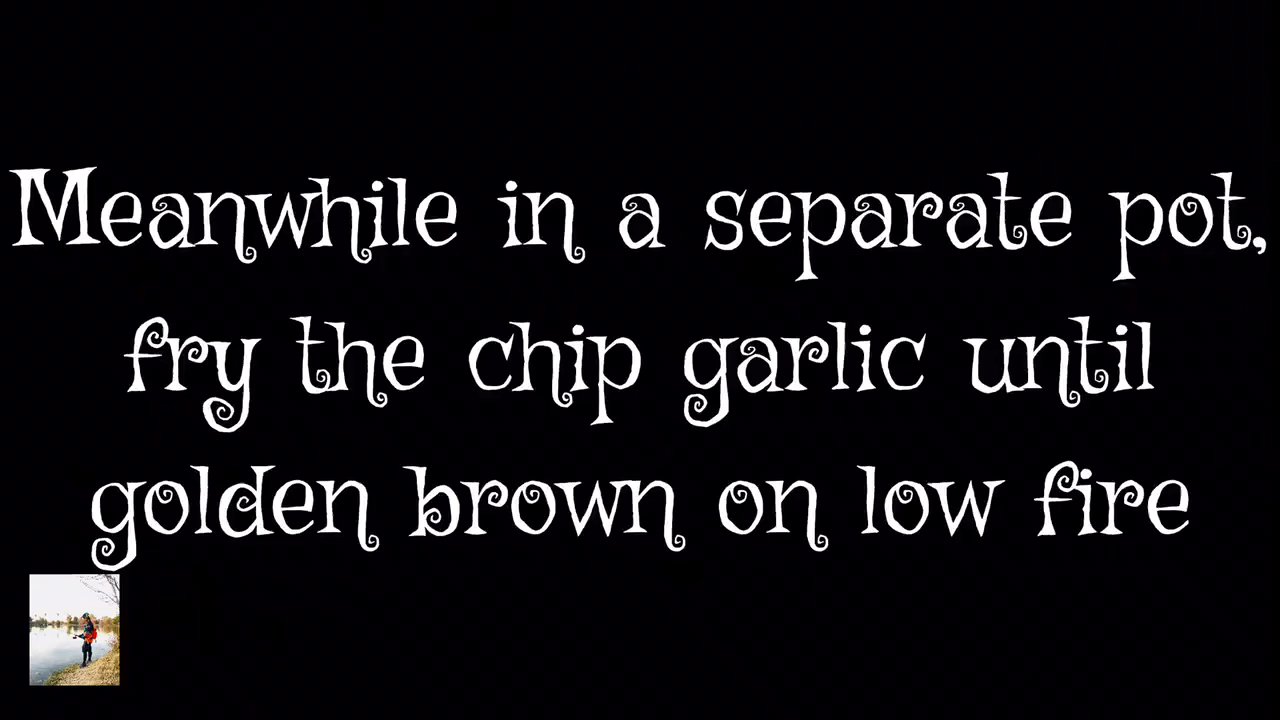 Meanwhile in a separate pot,
fry the chip garlic until
golden brown on low fire